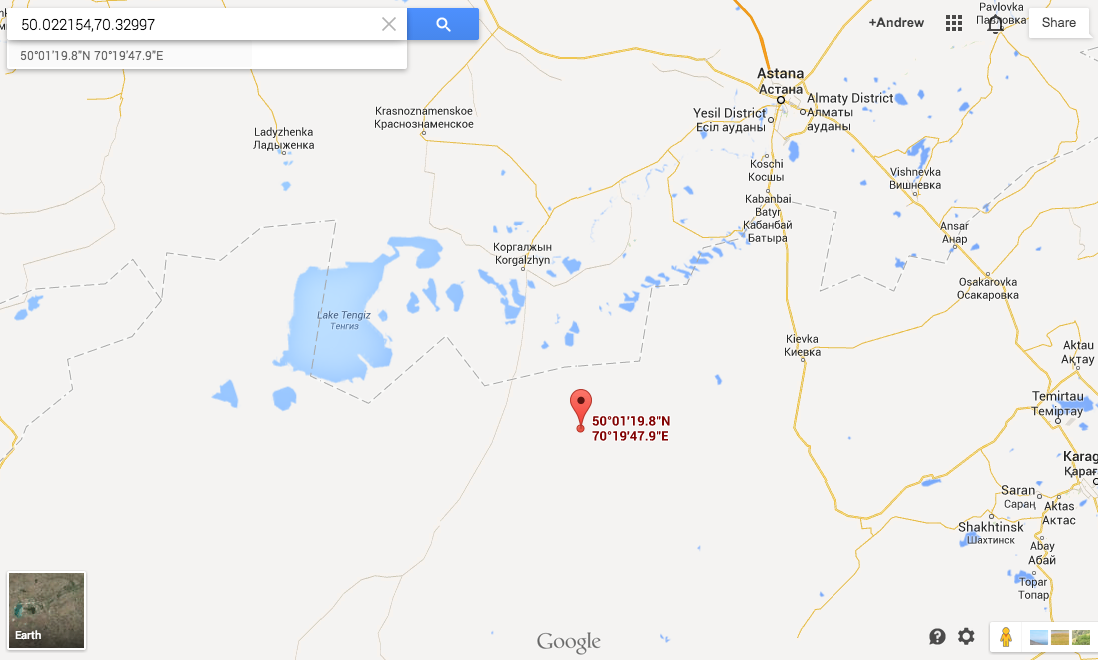 50.022154,70.32997
50°01'19.8"N 70°19'47.9"E
+Andrew
Share
Pavlovka
Павловка
Astana
Астана
Almaty District
Алматы
ауданы
Yesil District
Есіл ауданы
Krasnoznamenskoe
Краснознаменское
Ladyzhenka
Ладыженка
Koschi
Косшы
Vishnevka
Вишневка
Kabanbai
Batyr
Кабанбай
Батыра
Ansar
Анар
Коргалжын
Korgalzhyn
Osakarovka
Осакаровка
Lake Tengiz
Тенгиз
Kievka
Киевка
Aktau
Ақтау
50°01'19.8"N
70°19'47.9"E
Temirtau
Теміртау
Karag
Қараг
Saran
Сараң
Aktas
Актас
Shakhtinsk
Шахтинск
Abay
Абай
Topar
Топар
Earth
Google